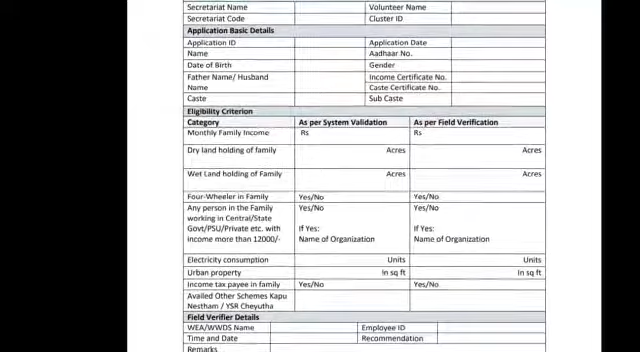 Secretariat Name Volunteer Name
Secretariat Code Cluster ID
Application Basic Details
Application ID Application Date
Name Aadhaar No.
Date of Birth Gender
Father Name/ Husband Income Certificate No.
Name Caste Certificate No.
Caste Sub Caste
Eligibility Criterion
Category As per System Validation As per Field Verification
Monthly Family Income Rs Rs
Dry land holding of family Acres Acres
Wet Land holding of Family Acres Acres
Four-Wheeler in Family Yes/No Yes/No
Any person in the Family Yes/No Yes/No
working in Central/State
Govt/PSU/Private etc. with If Yes: If Yes:
income more than 12000/- Name of Organization Name of Organization
Electricity consumption Units Units
Urban property In sq ft In sq ft
Income tax payee in family Yes/No Yes/No
Availed Other Schemes Kapu
Nestham / YSR Cheyutha
Field Verifier Details
WEA/WWDS Name Employee ID
Time and Date Recommendation
Remarks